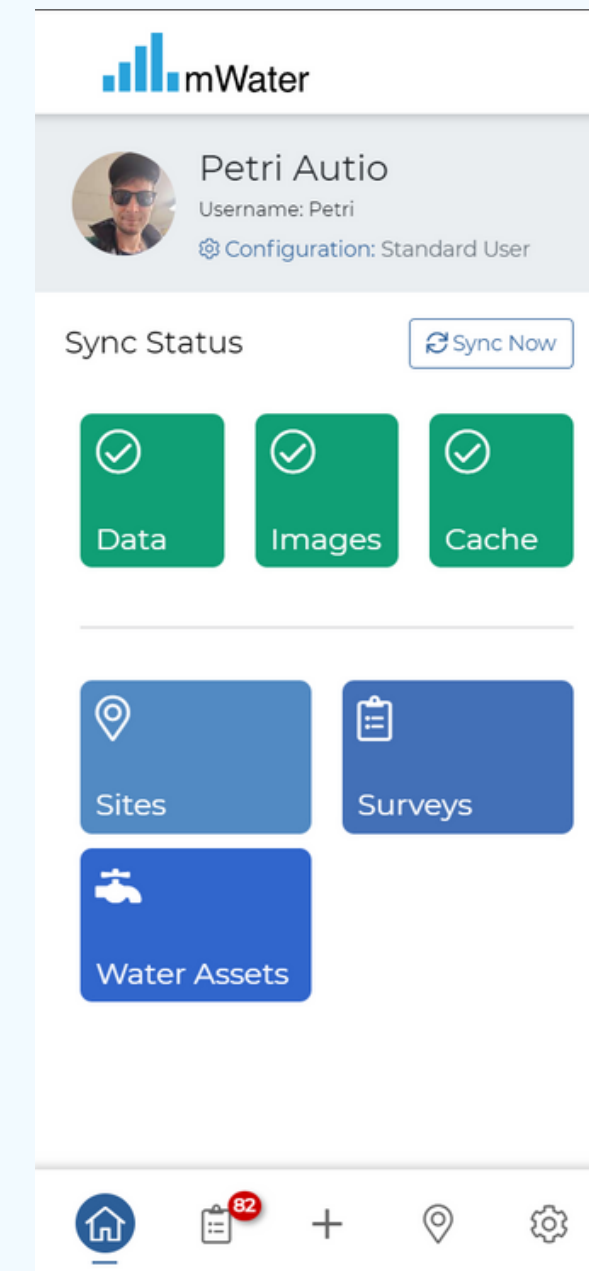 mWater
Petri Autio
Username: Petri
Configuration: Standard User
Sync Status
Sync Now
Data
Images
Cache
Sites
Surveys
Water Assets
82